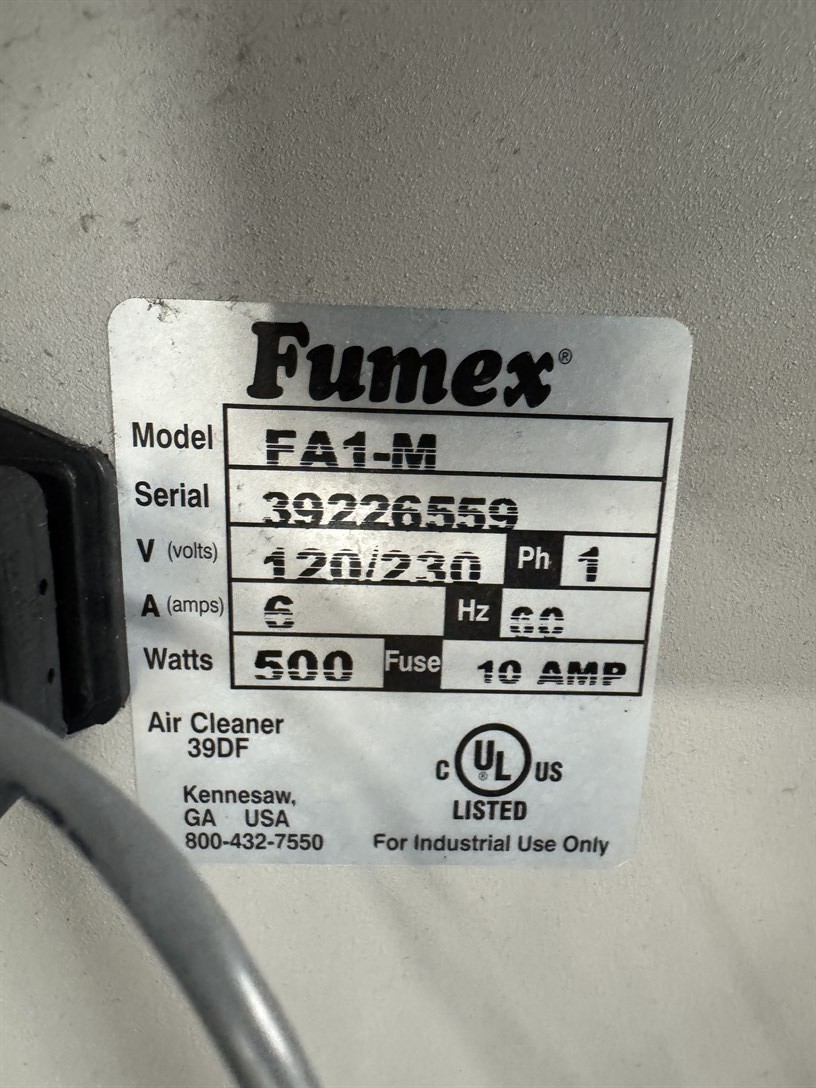 Fumex®
Model FA1-M
Serial 39226559
V (volts) 120/230 Ph 1
A (amps) 6 Hz 60
Watts 500 Fuse 10 AMP
Air Cleaner
39DF
C UL® US
LISTED
Kennesaw,
GA USA
800-432-7550
For Industrial Use Only